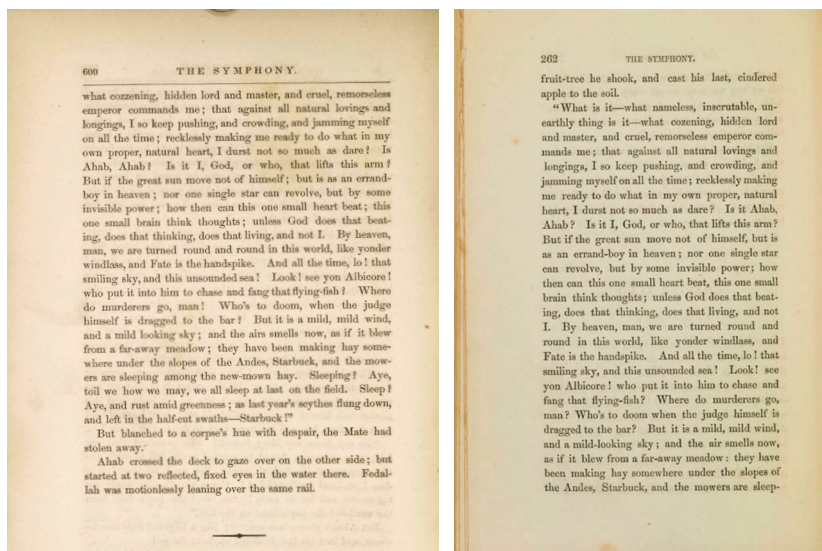 600 THE SYMPHONY.
what cozzening, hidden lord and master, and cruel, remorseless
emperor commands me; that against all natural lovings and
longings, I so keep pushing, and crowding, and jamming myself
on all the time; recklessly making me ready to do what in my
own proper, natural heart, I durst not so much as dare? Is
Ahab, Ahab? Is it I, God, or who, that lifts this arm?
But if the great sun move not of himself; but is as an errand-
boy in heaven; nor one single star can revolve, but by some
invisible power; how then can this one small heart beat; this
one small brain think thoughts; unless God does that beat-
ing, does that thinking, does that living, and not I. By heaven,
man, we are turned round and round in this world, like yonder
windlass, and Fate is the handspike. And all the time, lo! that
smiling sky, and this unsounded sea! Look! see yon Albicore!
who put it into him to chase and fang that flying-fish? Where
do murderers go, man! Who's to doom, when the judge
himself is dragged to the bar? But it is a mild, mild wind,
and a mild looking sky; and the airs smells now, as if it blew
from a far-away meadow; they have been making hay some-
where under the slopes of the Andes, Starbuck, and the mow-
ers are sleeping among the new-mown hay. Sleeping? Aye,
toil we how we may, we all sleep at last on the field. Sleep?
Aye, and rust amid greenness; as last year's scythes flung down,
and left in the half-cut swaths—Starbuck!"
But blanched to a corpse's hue with despair, the Mate had
stolen away.
Ahab crossed the deck to gaze over on the other side; but
started at two reflected, fixed eyes in the water there. Fedal-
lah was motionlessly leaning over the same rail.
262 THE SYMPHONY.
fruit-tree he shook, and cast his last, cindered
apple to the soil.
"What is it—what nameless, inscrutable, un-
earthly thing is it—what cozening, hidden lord
and master, and cruel, remorseless emperor com-
mands me; that against all natural lovings and
longings, I so keep pushing, and crowding, and
jamming myself on all the time; recklessly making
me ready to do what in my own proper, natural
heart, I durst not so much as dare? Is it Ahab,
Ahab? Is it I, God, or who, that lifts this arm?
But if the great sun move not of himself, but is
as an errand-boy in heaven; nor one single star
can revolve, but by some invisible power; how
then can this one small heart beat, this one small
brain think thoughts; unless God does that beat-
ing, does that thinking, does that living, and not
I. By heaven, man, we are turned round and
round in this world, like yonder windlass, and
Fate is the handspike. And all the time, lo! that
smiling sky, and this unsounded sea! Look! see
yon Albicore! who put it into him to chase and
fang that flying-fish? Where do murderers go,
man? Who's to doom when the judge himself is
dragged to the bar? But it is a mild, mild wind,
and a mild-looking sky; and the air smells now,
as if it blew from a far-away meadow: they have
been making hay somewhere under the slopes of
the Andes, Starbuck, and the mowers are sleep-